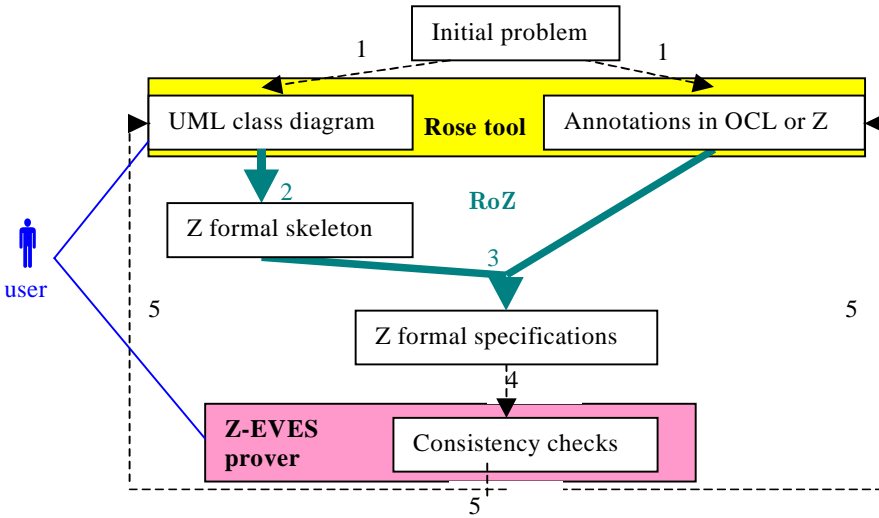 Initial problem
1
1
UML class diagram
Rose tool
Annotations in OCL or Z
2
RoZ
Z formal skeleton
3
user
5
5
Z formal specifications
4
Z-EVES
prover
Consistency checks
5